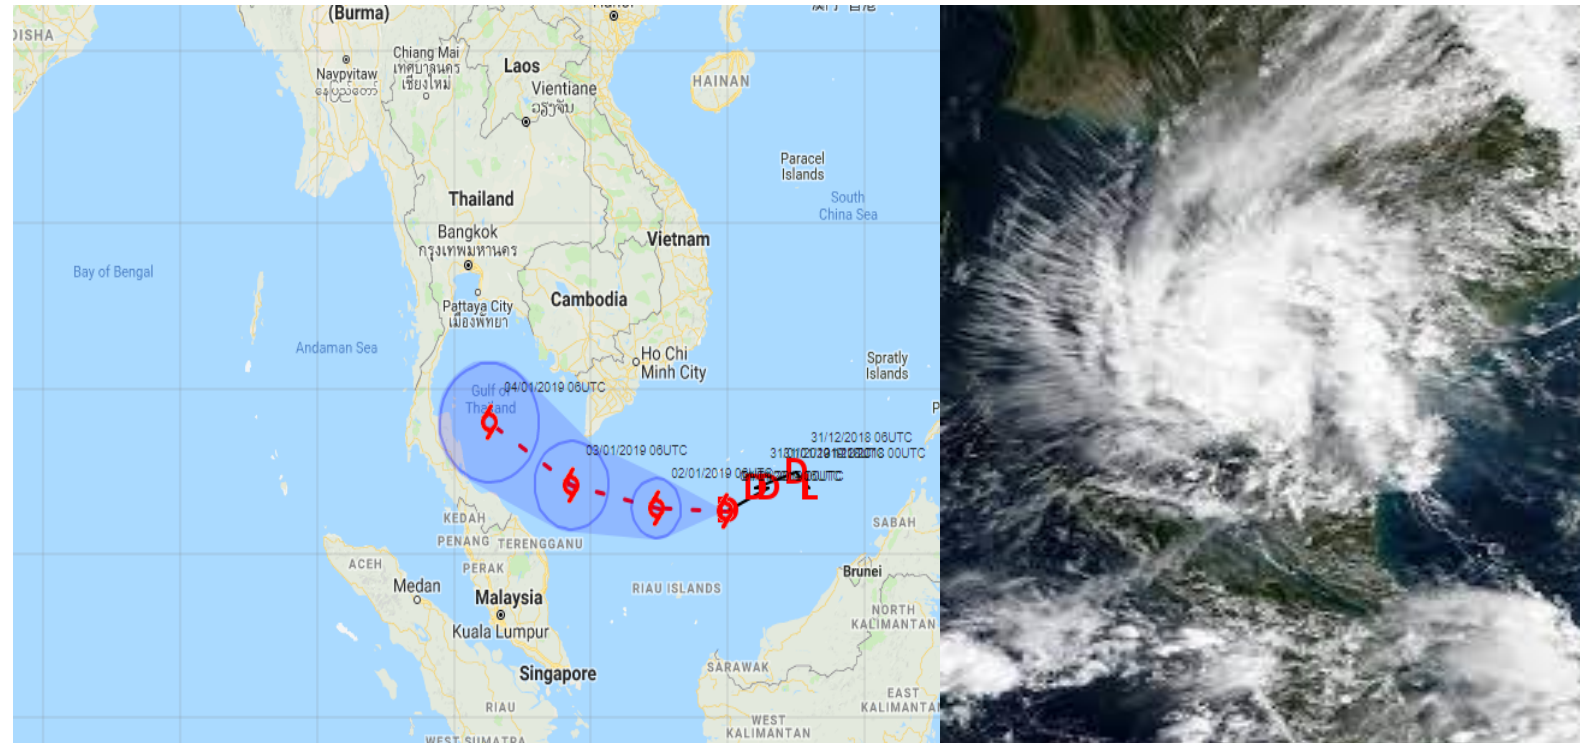 (Burma)
Laos
HAINAN
Chiang Mai
เทศบาลนคร
เชียงใหม่
Naypyitaw
နေပြည်တော်
Vientiane
ວຽງຈັນ
Paracel
Islands
South
China Sea
Thailand
Bangkok
กรุงเทพมหานคร
Vietnam
Bay of Bengal
Pattaya City
เมืองพัทยา
Cambodia
Andaman Sea
Ho Chi
Minh City
Spratly
Islands
Gulf of
Thailand
04/01/2019 06UTC
03/01/2019 06UTC
02/01/2019 06UTC
31/12/2018 06UTC
D
D
D
L
KEDAH
PENANG
TERENGGANU
SABAH
ACEH
PERAK
Medan
Malaysia
RIAU ISLANDS
Brunei
Kuala Lumpur
NORTH
KALIMANTAN
Singapore
SARAWAK
RIAU
EAST
WEST
KALIMANTAN
WEST SUMATRA